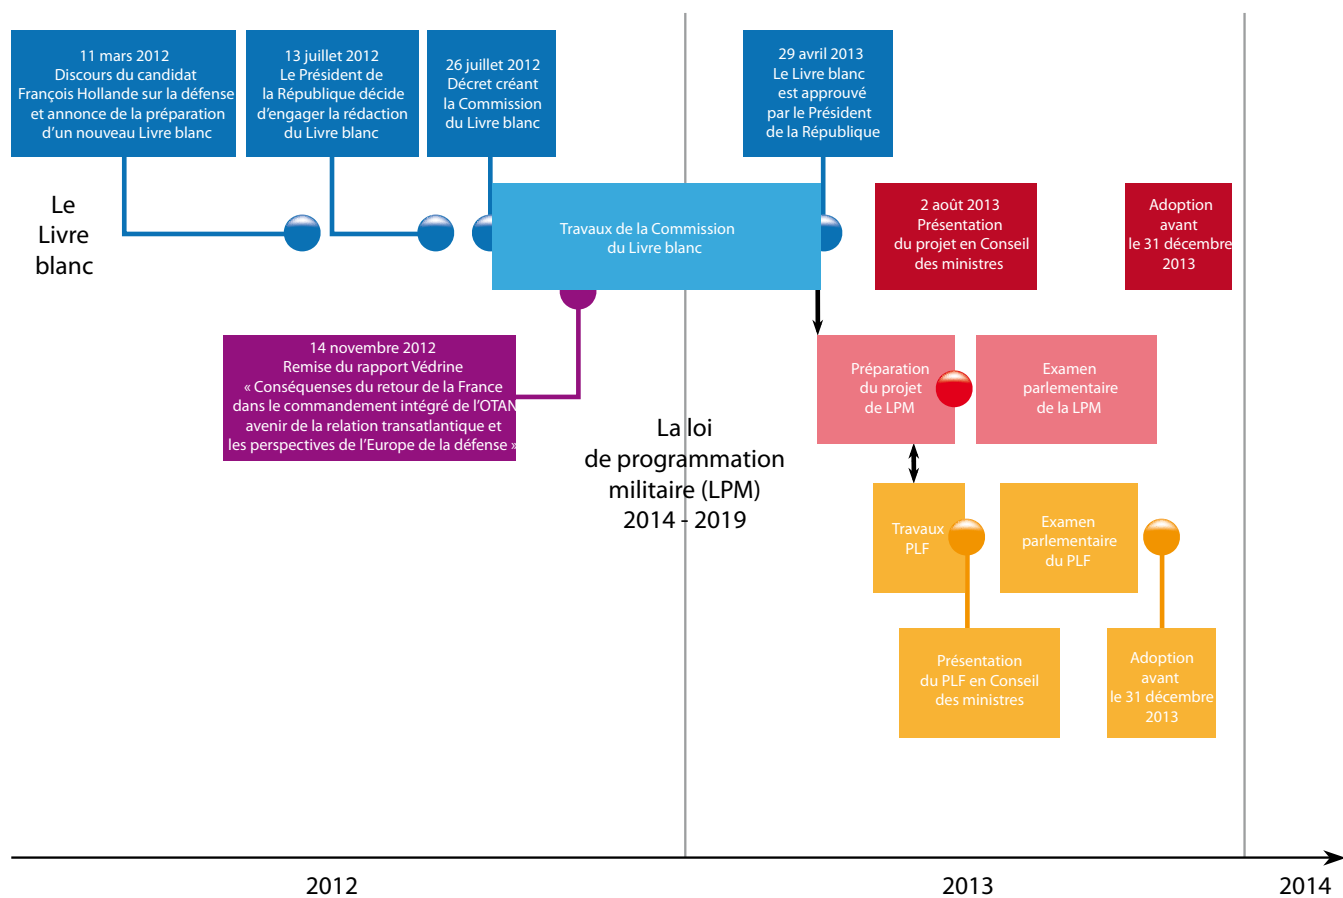 11 mars 2012
Discours du candidat
François Hollande sur la défense
et annonce de la préparation
d'un nouveau Livre blanc
13 juillet 2012
Le Président de
la République décide
d'engager la rédaction
du Livre blanc
26 juillet 2012
Décret créant
la Commission
du Livre blanc
29 avril 2013
Le Livre blanc
est approuvé
par le Président
de la République
Le
Livre
blanc
Travaux de la Commission
du Livre blanc
2 août 2013
Présentation
du projet en Conseil
des ministres
Adoption
avant
le 31 décembre
2013
14 novembre 2012
Remise du rapport Védrine
« Conséquenses du retour de la France
dans le commandement intégré de l'OTAN
avenir de la relation transatlantique et
les perspectives de l'Europe de la défense »
La loi
de programmation
militaire (LPM)
2014 - 2019
Préparation
du projet
de LPM
Examen
parlementaire
de la LPM
Travaux
PLF
Examen
parlementaire
du PLF
Présentation
du PLF en Conseil
des ministres
Adoption
avant
le 31 décembre
2013
2012
2013
2014